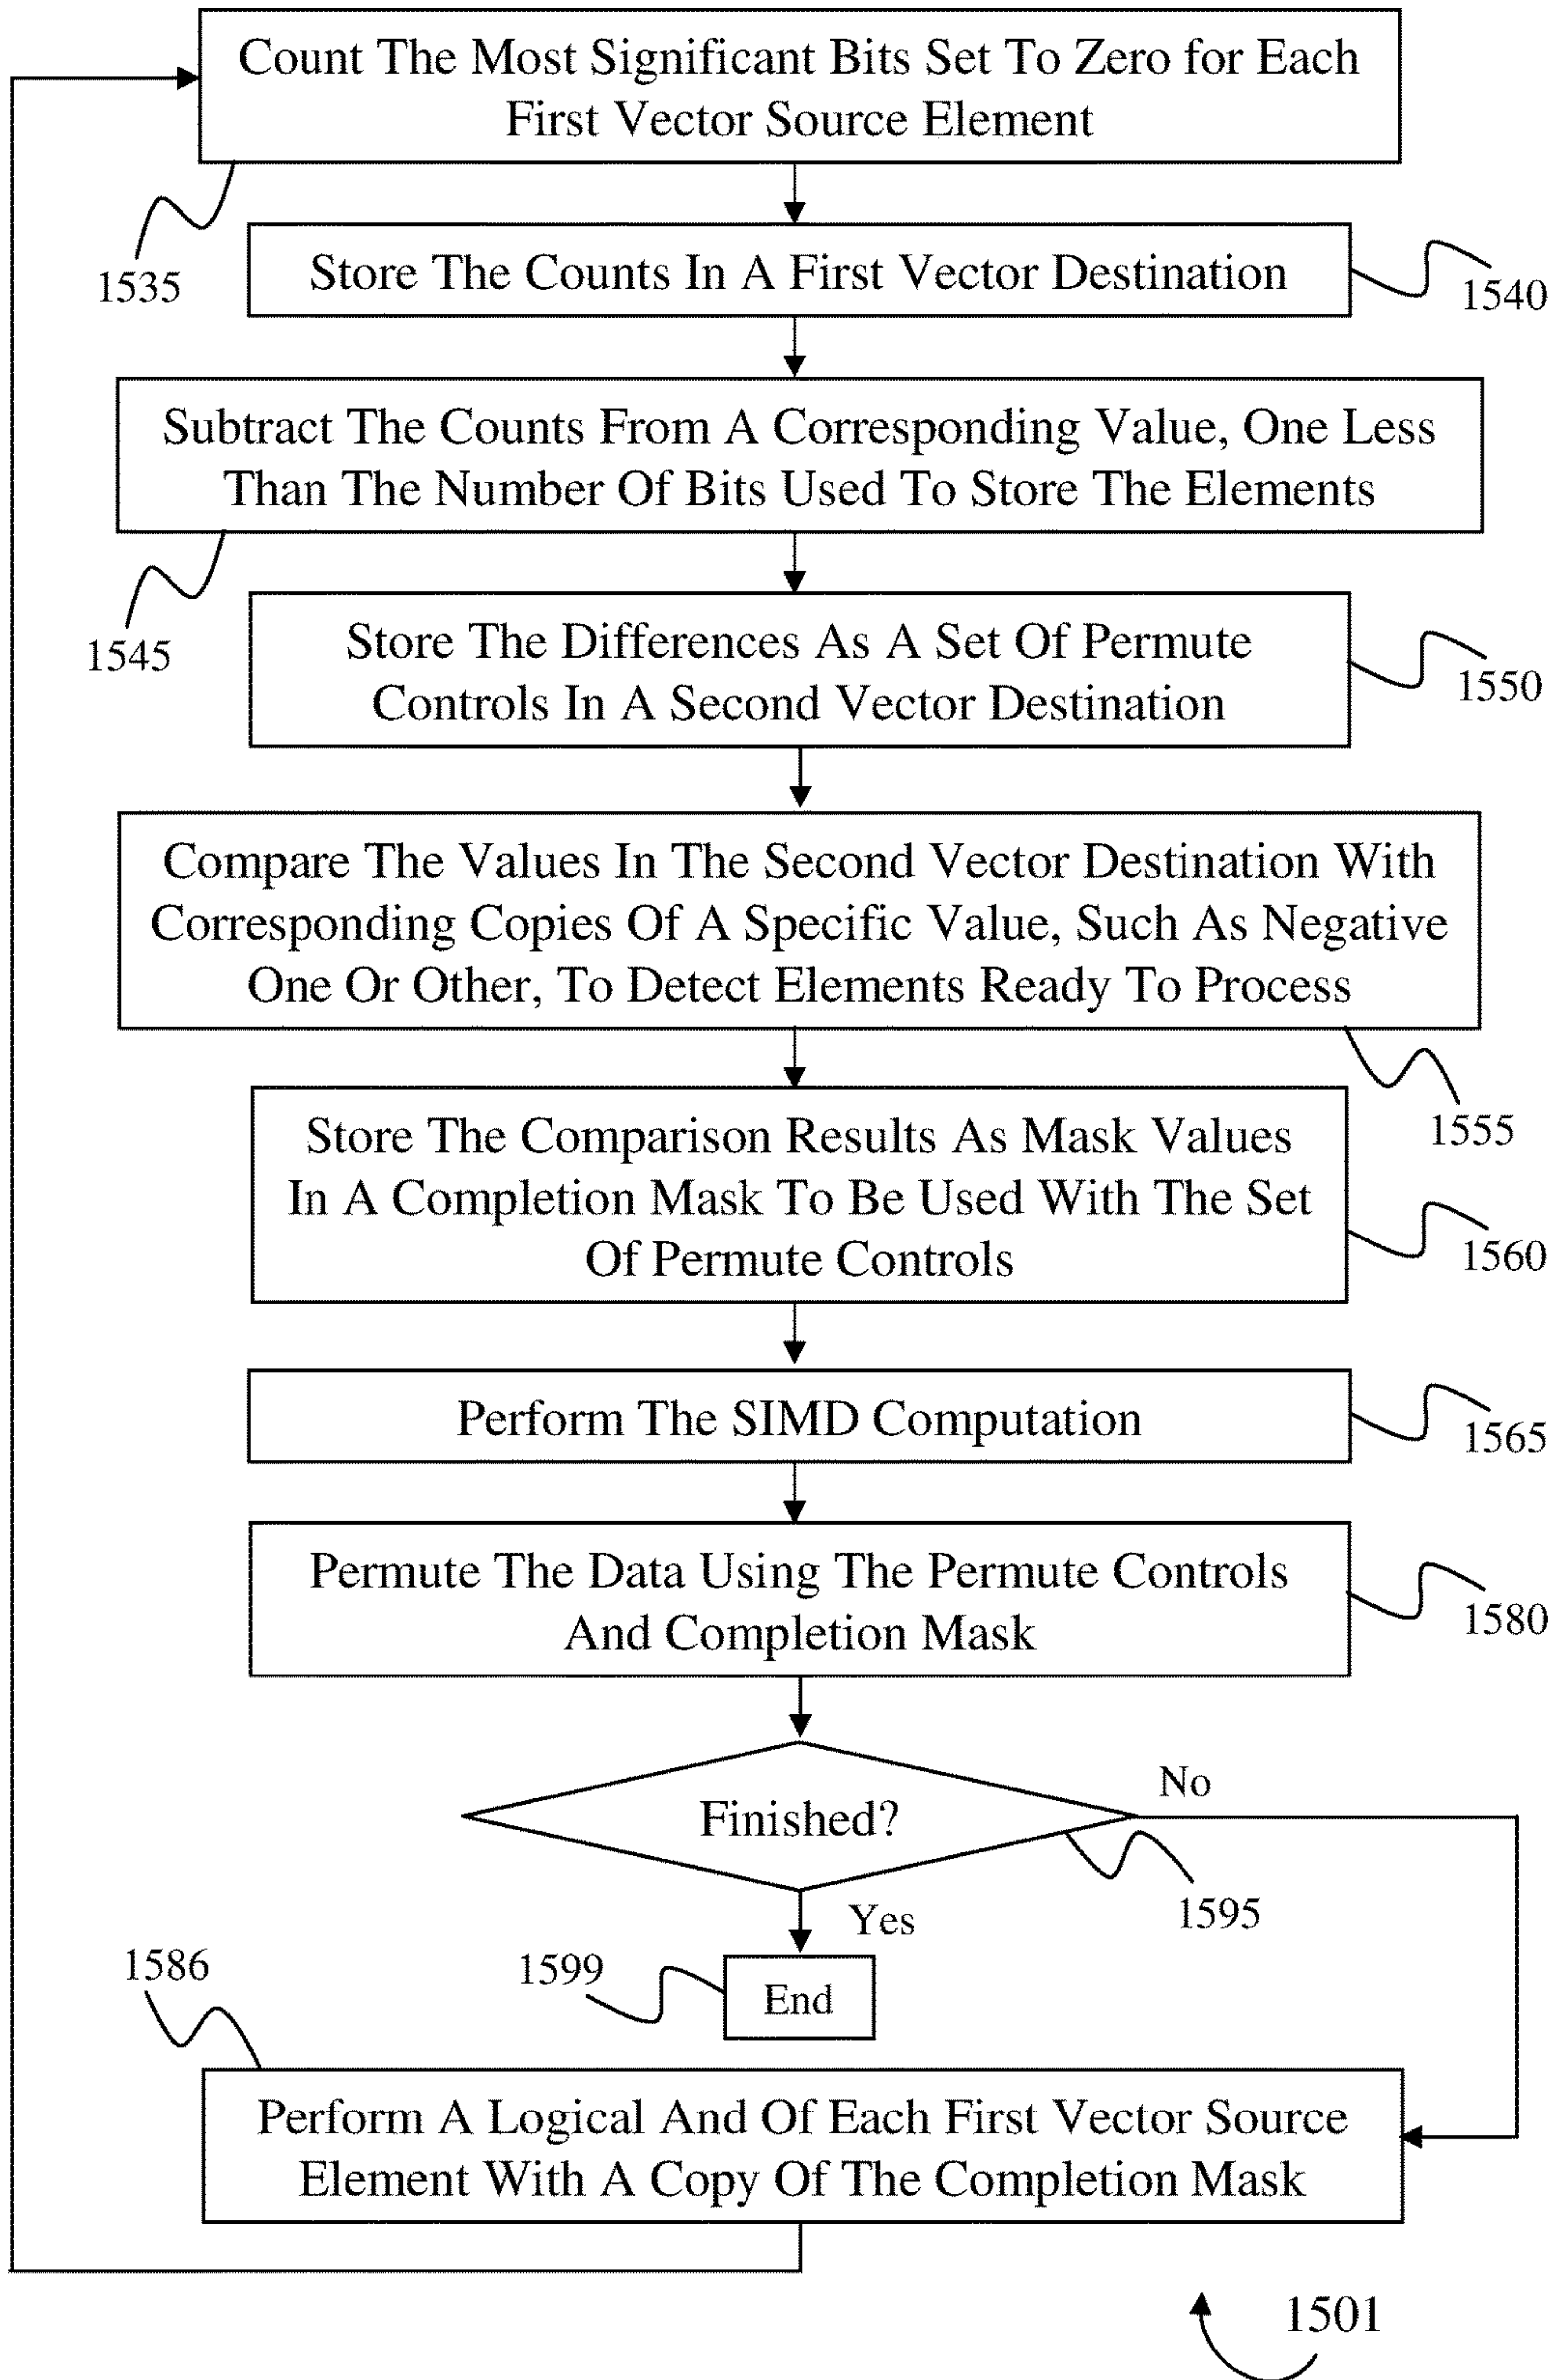 Count The Most Significant Bits Set To Zero for Each
First Vector Source Element
1535
Store The Counts In A First Vector Destination
1540
Subtract The Counts From A Corresponding Value, One Less
Than The Number Of Bits Used To Store The Elements
1545
Store The Differences As A Set Of Permute
Controls In A Second Vector Destination
1550
Compare The Values In The Second Vector Destination With
Corresponding Copies Of A Specific Value, Such As Negative
One Or Other, To Detect Elements Ready To Process
1555
Store The Comparison Results As Mask Values
In A Completion Mask To Be Used With The Set
Of Permute Controls
1560
Perform The SIMD Computation
1565
Permute The Data Using The Permute Controls
And Completion Mask
1580
No
Finished?
1595
Yes
1586
1599
End
Perform A Logical And Of Each First Vector Source
Element With A Copy Of The Completion Mask
1501